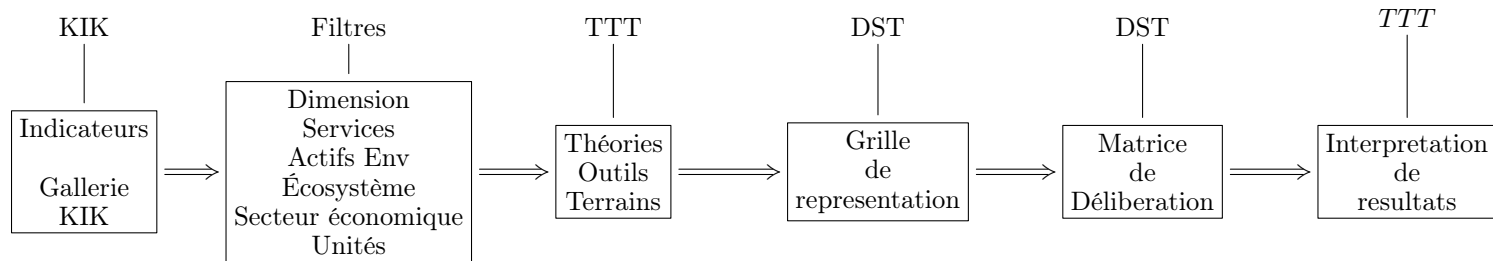 KIK
Filtres
TTT
DST
DST
TTT
Indicateurs
Gallerie
KIK
Dimension
Services
Actifs Env
Écosystème
Secteur économique
Unités
Théories
Outils
Terrains
Grille
de
representation
Matrice
de
Déliberation
Interpretation
de
resultats